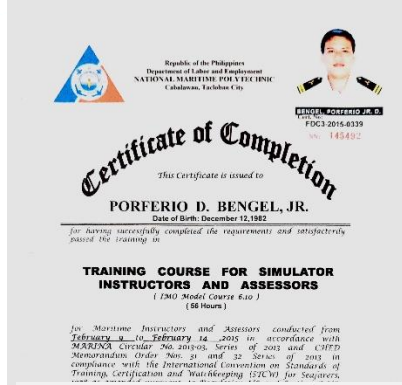 Republic of the Philippines
Department of Labor and Employment
NATIONAL MARITIME POLYTECHNIC
Cabalawan, Tacloban City
BENGEL, PORFERIO JR. D.
Cert. No:
FDC3-2015-0339
145492
Certificate of Completion
This Certificate is issued to
PORFERIO D. BENGEL, JR.
Date of Birth: December 12,1982
for having successfully completed the requirements and satisfactorily
passed the training in
TRAINING COURSE FOR SIMULATOR
INSTRUCTORS AND ASSESSORS
( IMO Model Course 6.10 )
( 56 Hours )
for Maritime Instructors and Assessors conducted from
February 9 to February 14 ,2015 in accordance with
MARINA Circular No. 2013-03, Series of 2013 and CHED
Memorandum Order Nos. 31 and 32 Series of 2013 in
compliance with the International Convention on Standards of
Training, Certification and Watchkeeping (STCW) for Seafarers,